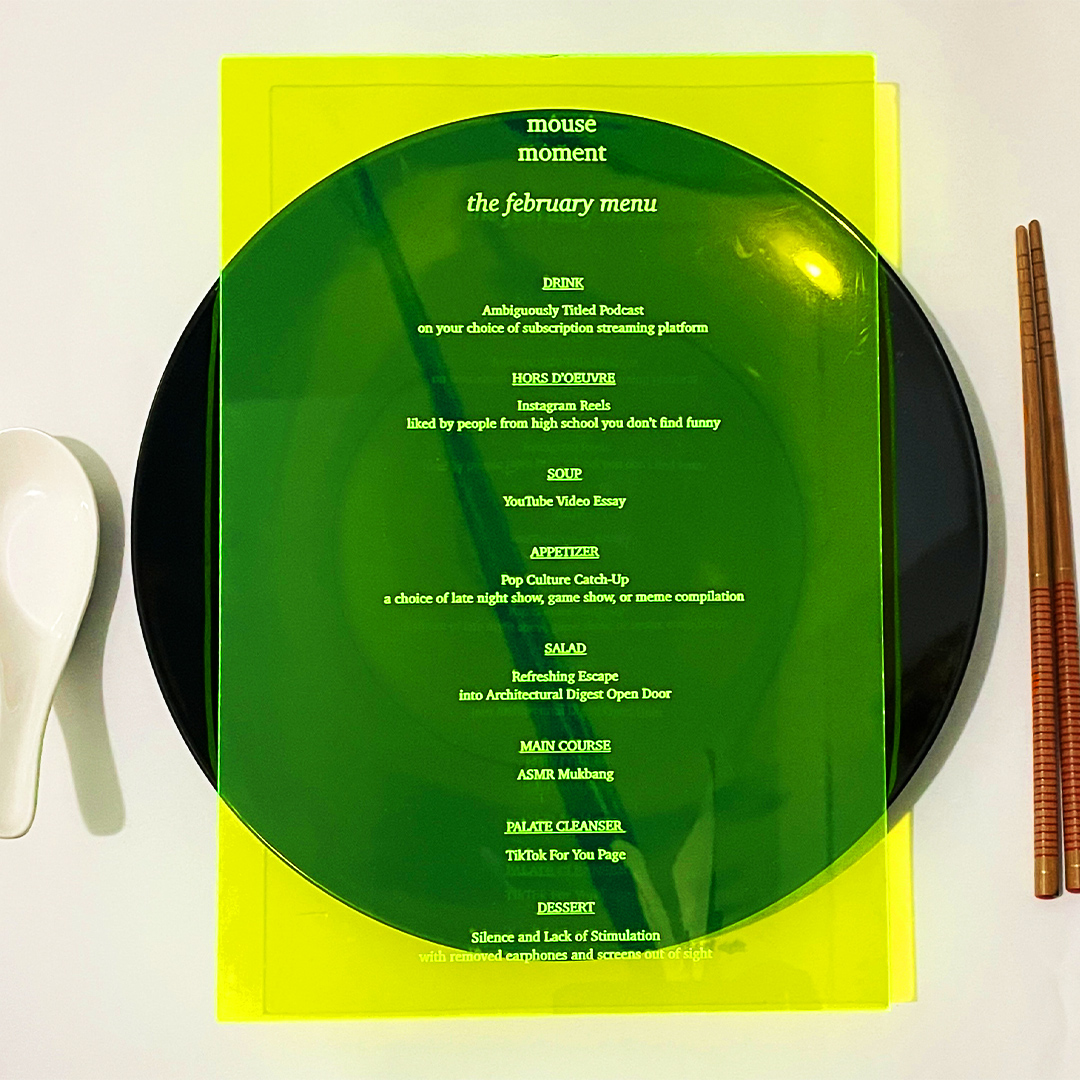 mouse
moment
the february menu
DRINK
Ambiguously Titled Podcast
on your choice of subscription streaming platform
HORS D'OEUVRE
Instagram Reels
liked by people from high school you don't find funny
SOUP
YouTube Video Essay
APPETIZER
Pop Culture Catch-Up
a choice of late night show, game show, or meme compilation
SALAD
Refreshing Escape
into Architectural Digest Open Door
MAIN COURSE
ASMR Mukbang
PALATE CLEANSER
TikTok For You Page
DESSERT
Silence and Lack of Stimulation
with removed earphones and screens out of sight